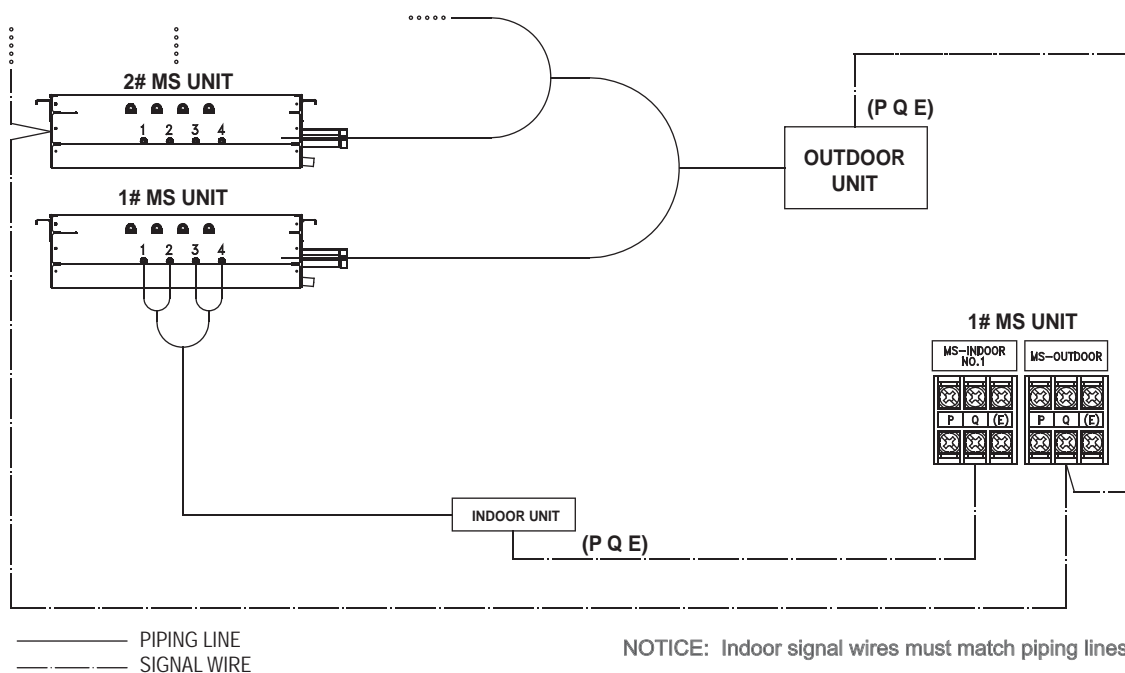 2# MS UNIT
(P Q E)
1 2 3 4
OUTDOOR
UNIT
1# MS UNIT
1 2 3 4
1# MS UNIT
MS-INDOOR
NO.1
MS-OUTDOOR
P Q (E)
P Q (E)
INDOOR UNIT
(P Q E)
PIPING LINE
SIGNAL WIRE
NOTICE: Indoor signal wires must match piping lines